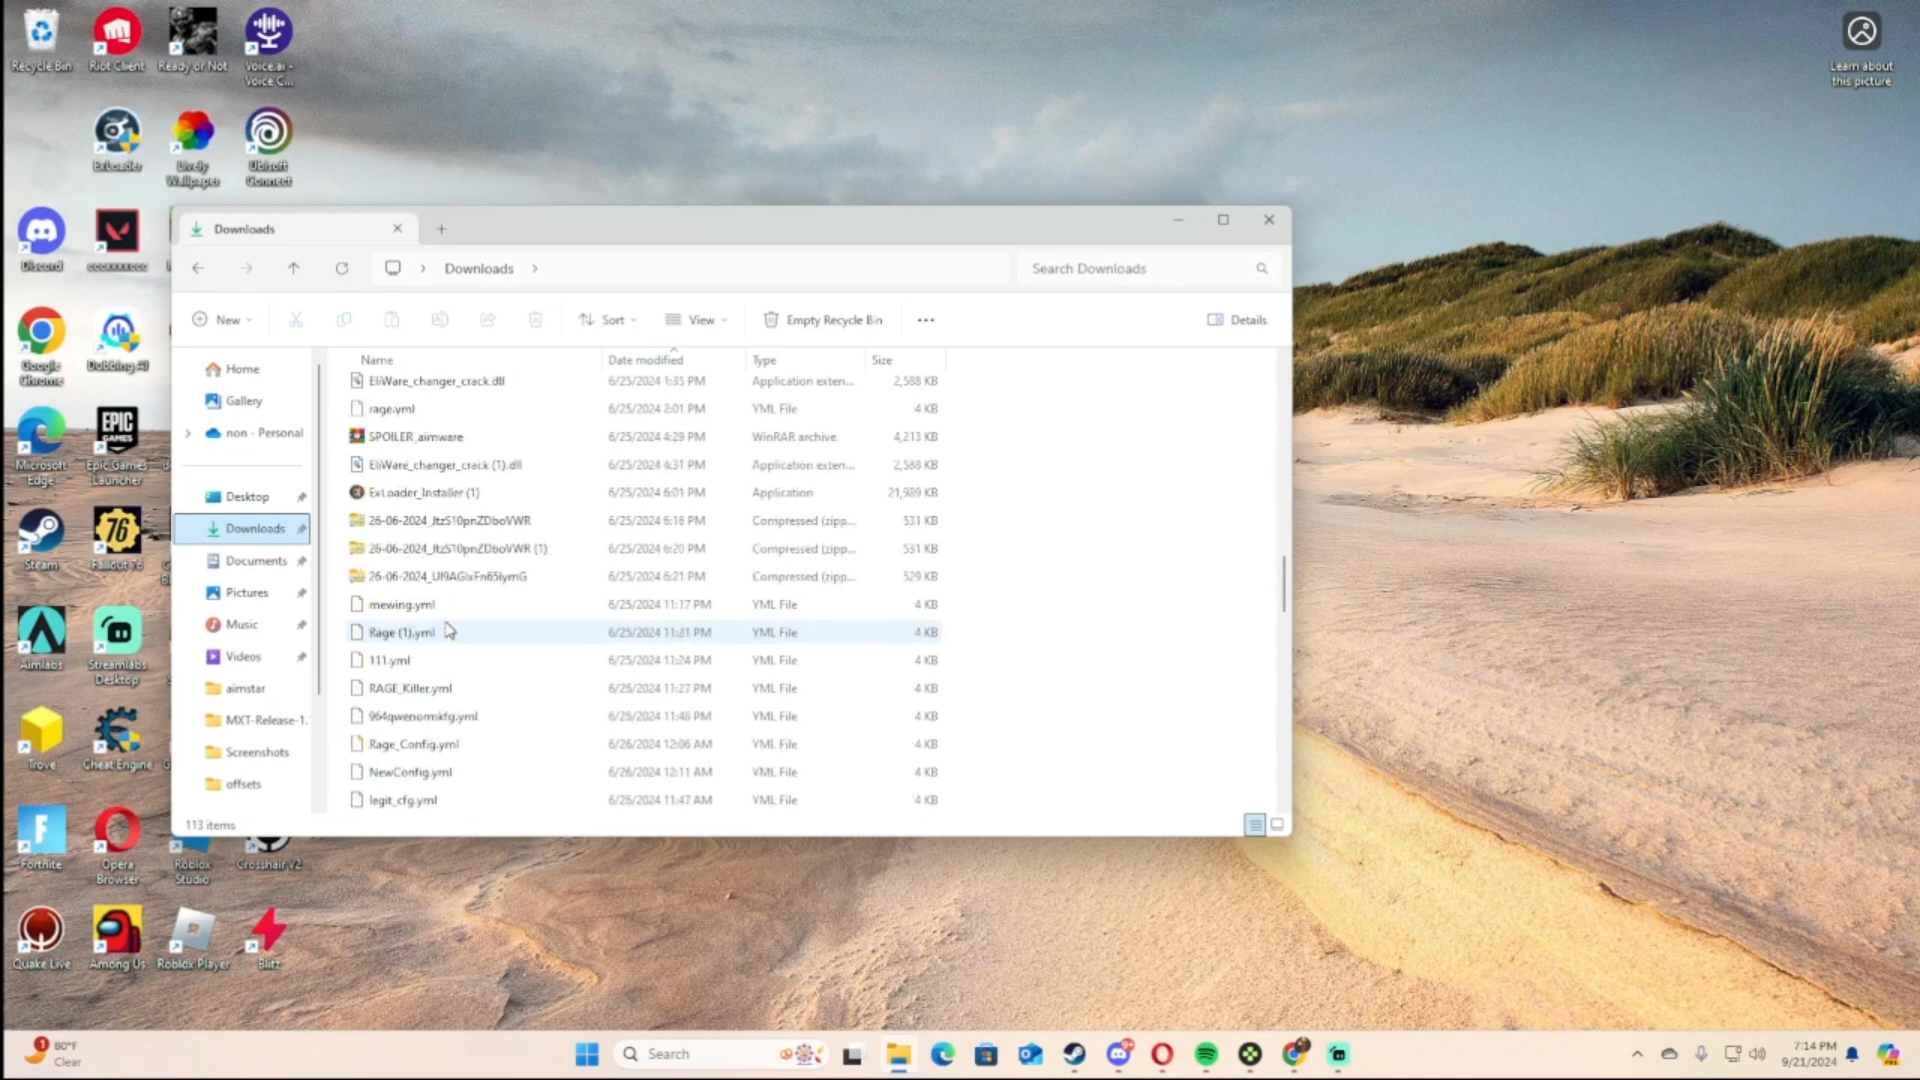 Recycle Bin
Riot Client
Ready or Not
Voice.ai -
Voice C...
Learn about
this picture
ExLoader
Lively
Wallpaper
Ubisoft
Connect
Discord
Google
Chrome
Dubbing AI
Microsoft
Edge
EPIC
GAMES
Epic Games
Launcher
Steam
76
Fallout 76
Aimlabs
Streamlabs
Desktop
Trove
Cheat Engine
Fortnite
Opera
Browser
Roblox
Studio
Crosshair V2
Quake Live
Among Us
Roblox Player
Blitz
Downloads
Downloads
Search Downloads
New
Sort
View
Empty Recycle Bin
Details
Home
Gallery
non - Personal
Desktop
Downloads
Documents
Pictures
Music
Videos
aimstar
MXT-Release-1.
Screenshots
offsets
Name Date modified Type Size
EliWare_changer_crack.dll 6/25/2024 1:35 PM Application exten... 2,588 KB
rage.yml 6/25/2024 2:01 PM YML File 4 KB
SPOILER_aimware 6/25/2024 4:29 PM WinRAR archive 4,213 KB
EliWare_changer_crack (1).dll 6/25/2024 4:31 PM Application exten... 2,588 KB
ExLoader_Installer (1) 6/25/2024 6:01 PM Application 21,989 KB
26-06-2024_JtzS10pnZDboVWR 6/25/2024 6:16 PM Compressed (zipp... 531 KB
26-06-2024_JtzS10pnZDboVWR (1) 6/25/2024 6:20 PM Compressed (zipp... 531 KB
6/25/2024 6:21 PM Compressed (zipp... 529 KB
mewing.yml 6/25/2024 11:17 PM YML File 4 KB
Rage (1).yml 6/25/2024 11:21 PM YML File 4 KB
111.yml 6/25/2024 11:24 PM YML File 4 KB
RAGE_Killer.yml 6/25/2024 11:27 PM YML File 4 KB
964qwenormkfg.yml 6/25/2024 11:48 PM YML File 4 KB
Rage_Config.yml 6/26/2024 12:06 AM YML File 4 KB
NewConfig.yml 6/26/2024 12:11 AM YML File 4 KB
legit_cfg.yml 6/26/2024 11:47 AM YML File 4 KB
113 items
1
80°F
Clear
Search
7:14 PM
9/21/2024